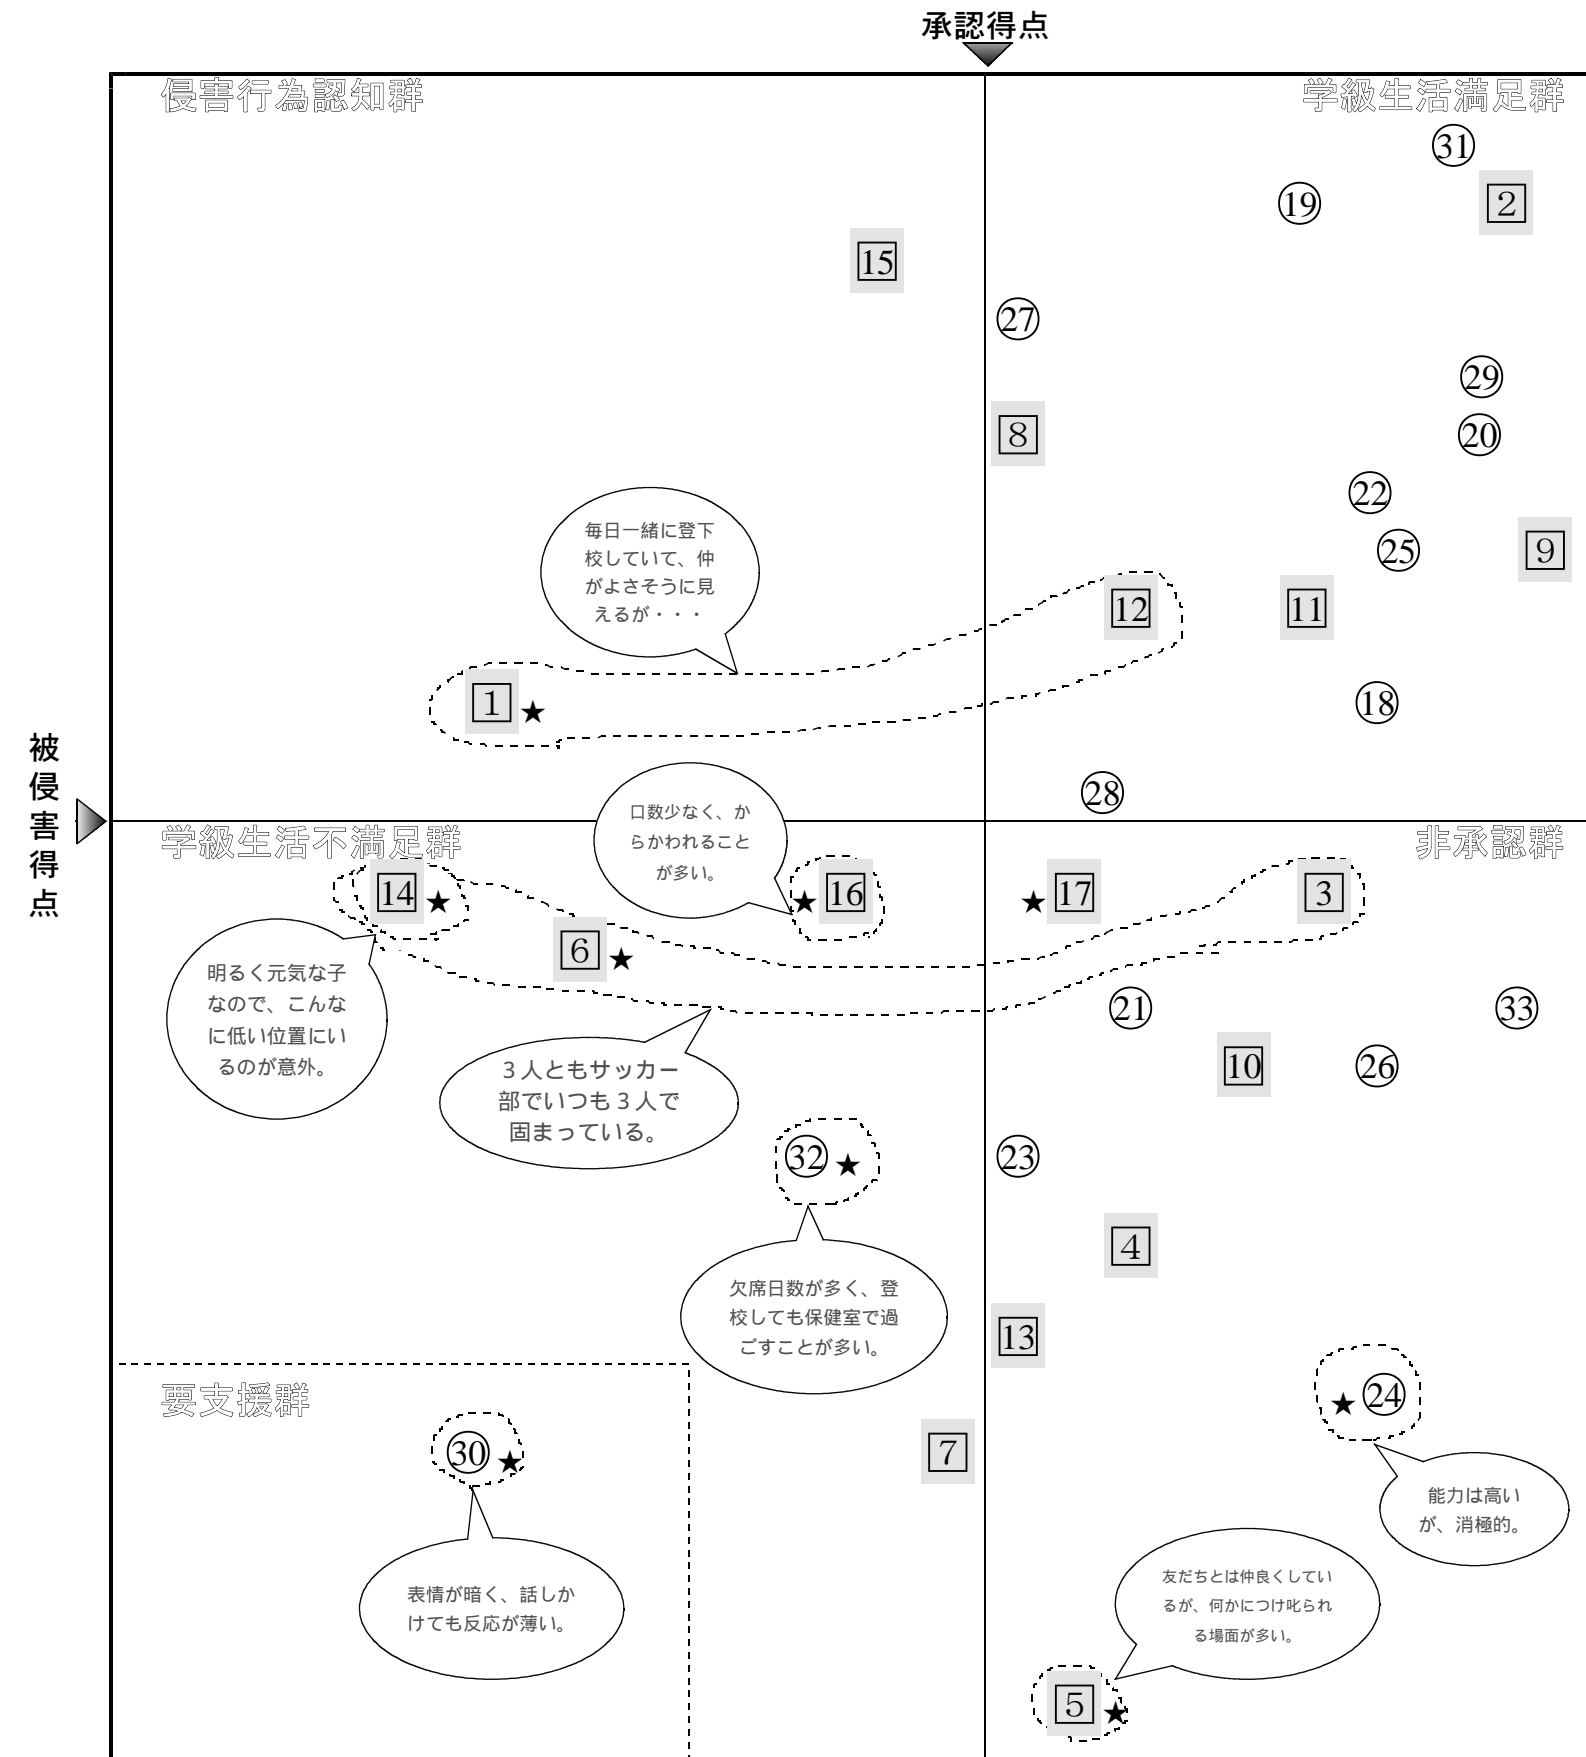 承認得点
侵害行為認知群
学級生活満足群
31
19
2
15
27
29
8
20
22
毎日一緒に登下
校していて、仲
がよさそうに見
えるが・・・
25
9
12
11
1★
18
被侵害得点
28
口数少なく、か
らかわれること
が多い。
学級生活不満足群
非承認群
14★
★16
★17
3
6★
明るく元気な子
なので、こんな
に低い位置にい
るのが意外。
21
33
3人ともサッカー
部でいつも3人で
固まっている。
10
26
32★
23
4
欠席日数が多く、登
校しても保健室で過
ごすことが多い。
13
要支援群
★24
30★
7
能力は高い
が、消極的。
表情が暗く、話しか
けても反応が薄い。
友だちとは仲良くしてい
るが、何かにつけ叱られ
る場面が多い。
5★